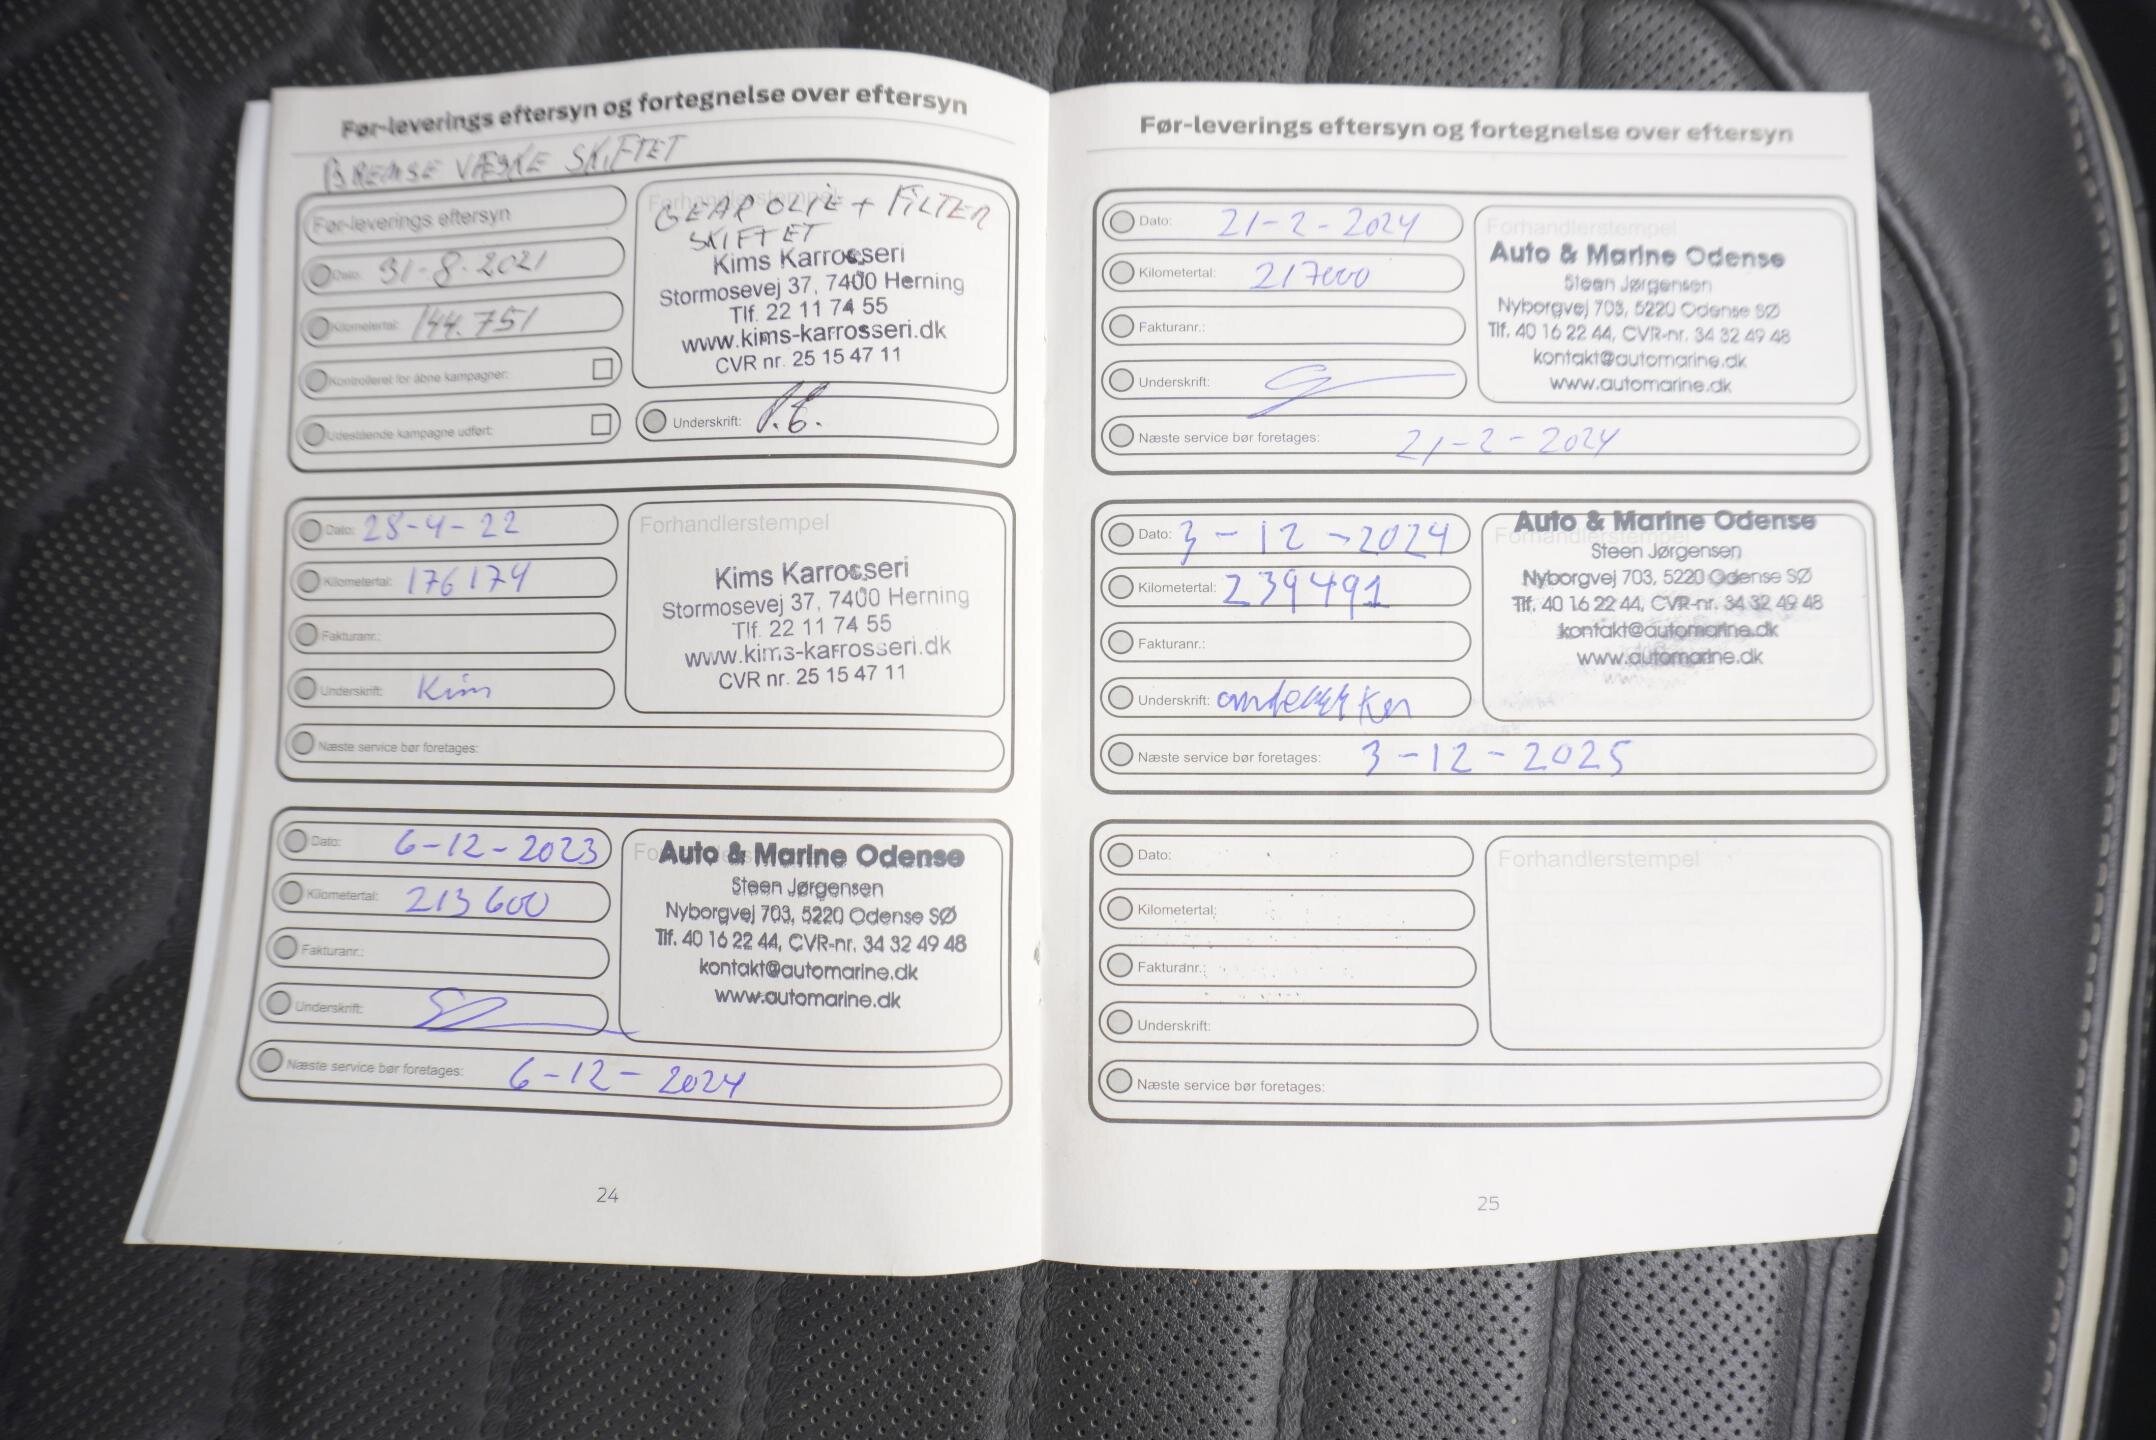 Før-leverings eftersyn og fortegnelse over eftersyn
BREMSE VÆSKE SKIFTET
Før-leverings eftersyn
Dato: 31-8-2021
Kilometertal: 144.751
Kontrolleret for åbne kampagner:
Udestående kampagne udført:
Forhandlerstempel
GEAR OLIE + FILTER
SKIFTET
Kims Karrosseri
Stormosevej 37, 7400 Herning
Tlf. 22 11 74 55
www.kims-karrosseri.dk
CVR nr. 25 15 47 11
Underskrift:
Dato: 28-4-22
Kilometertal: 176174
Fakturanr.:
Underskrift: Kim
Næste service bør foretages:
Forhandlerstempel
Kims Karrosseri
Stormosevej 37, 7400 Herning
Tlf. 22 11 74 55
www.kims-karrosseri.dk
CVR nr. 25 15 47 11
Dato: 6-12-2023
Kilometertal: 213600
Fakturanr.:
Underskrift:
Næste service bør foretages: 6-12-2024
Auto & Marine Odense
Steen Jørgensen
Nyborgvej 703, 5220 Odense SØ
Tlf. 40 16 22 44, CVR-nr. 34 32 49 48
kontakt@automarine.dk
www.automarine.dk
24
Før-leverings eftersyn og fortegnelse over eftersyn
Dato: 21-2-2024
Kilometertal: 217000
Fakturanr.:
Underskrift:
Næste service bør foretages: 21-2-2024
Forhandlerstempel
Auto & Marine Odense
Steen Jørgensen
Nyborgvej 703, 5220 Odense SØ
Tlf. 40 16 22 44, CVR-nr. 34 32 49 48
kontakt@automarine.dk
www.automarine.dk
Dato: 3-12-2024
Kilometertal: 239491
Fakturanr.:
Underskrift:
Næste service bør foretages: 3-12-2025
Forhandlerstempel
Auto & Marine Odense
Steen Jørgensen
Nyborgvej 703, 5220 Odense SØ
Tlf. 40 16 22 44, CVR-nr. 34 32 49 48
kontakt@automarine.dk
www.automarine.dk
Dato:
Kilometertal:
Fakturanr.:
Underskrift:
Næste service bør foretages:
Forhandlerstempel
25